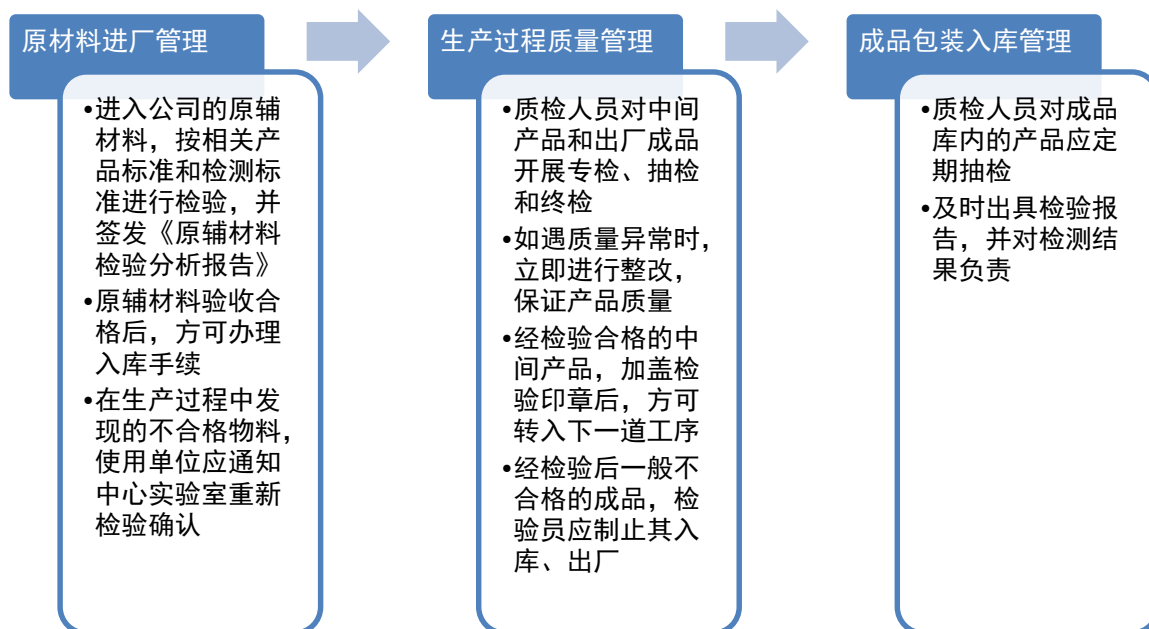 原材料进厂管理
•进入公司的原辅
材料，按相关产
品标准和检测标
准进行检验，并
签发《原辅材料
检验分析报告》
•原辅材料验收合
格后，方可办理
入库手续
•在生产过程中发
现的不合格物料，
使用单位应通知
中心实验室重新
检验确认
生产过程质量管理
•质检人员对中间
产品和出厂成品
开展专检、抽检
和终检
•如遇质量异常时，
立即进行整改，
保证产品质量
•经检验合格的中
间产品，加盖检
验印章后，方可
转入下一道工序
•经检验后一般不
合格的成品，检
验员应制止其入
库、出厂
成品包装入库管理
•质检人员对成品
库内的产品应定
期抽检
•及时出具检验报
告，并对检测结
果负责